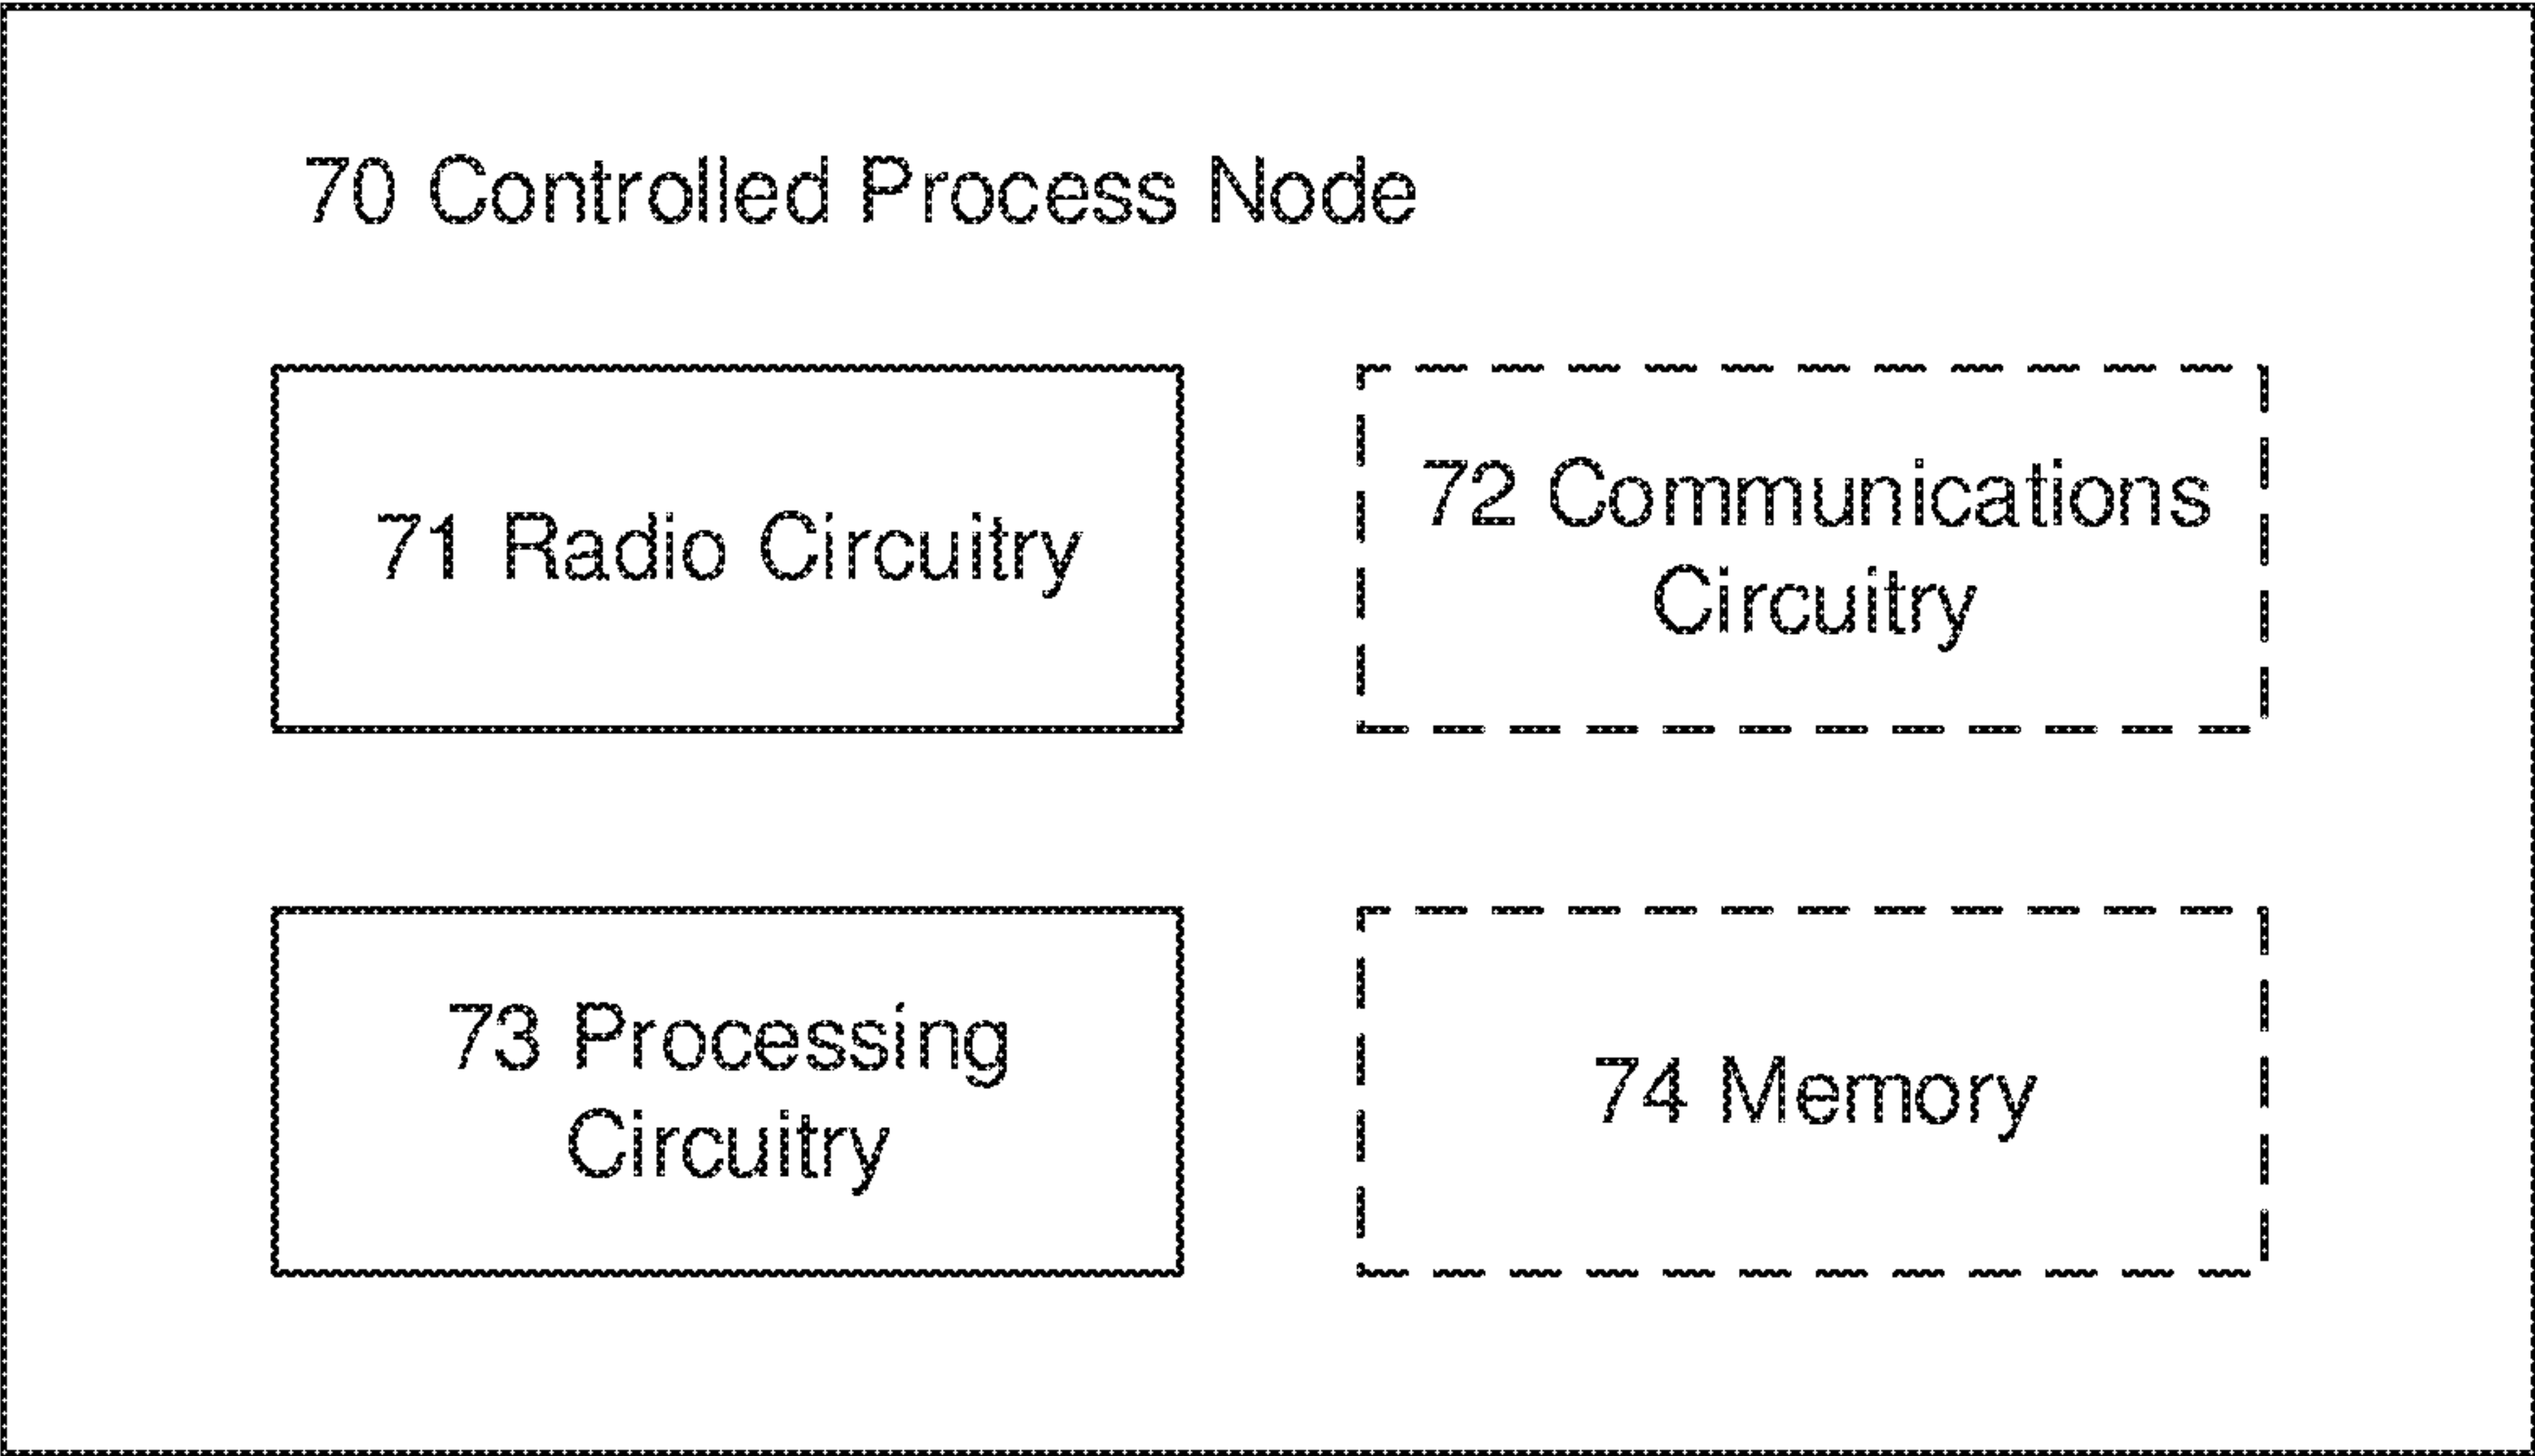 70 Controlled Process Node
71 Radio Circuitry
72 Communications
Circuitry
73 Processing
Circuitry
74 Memory